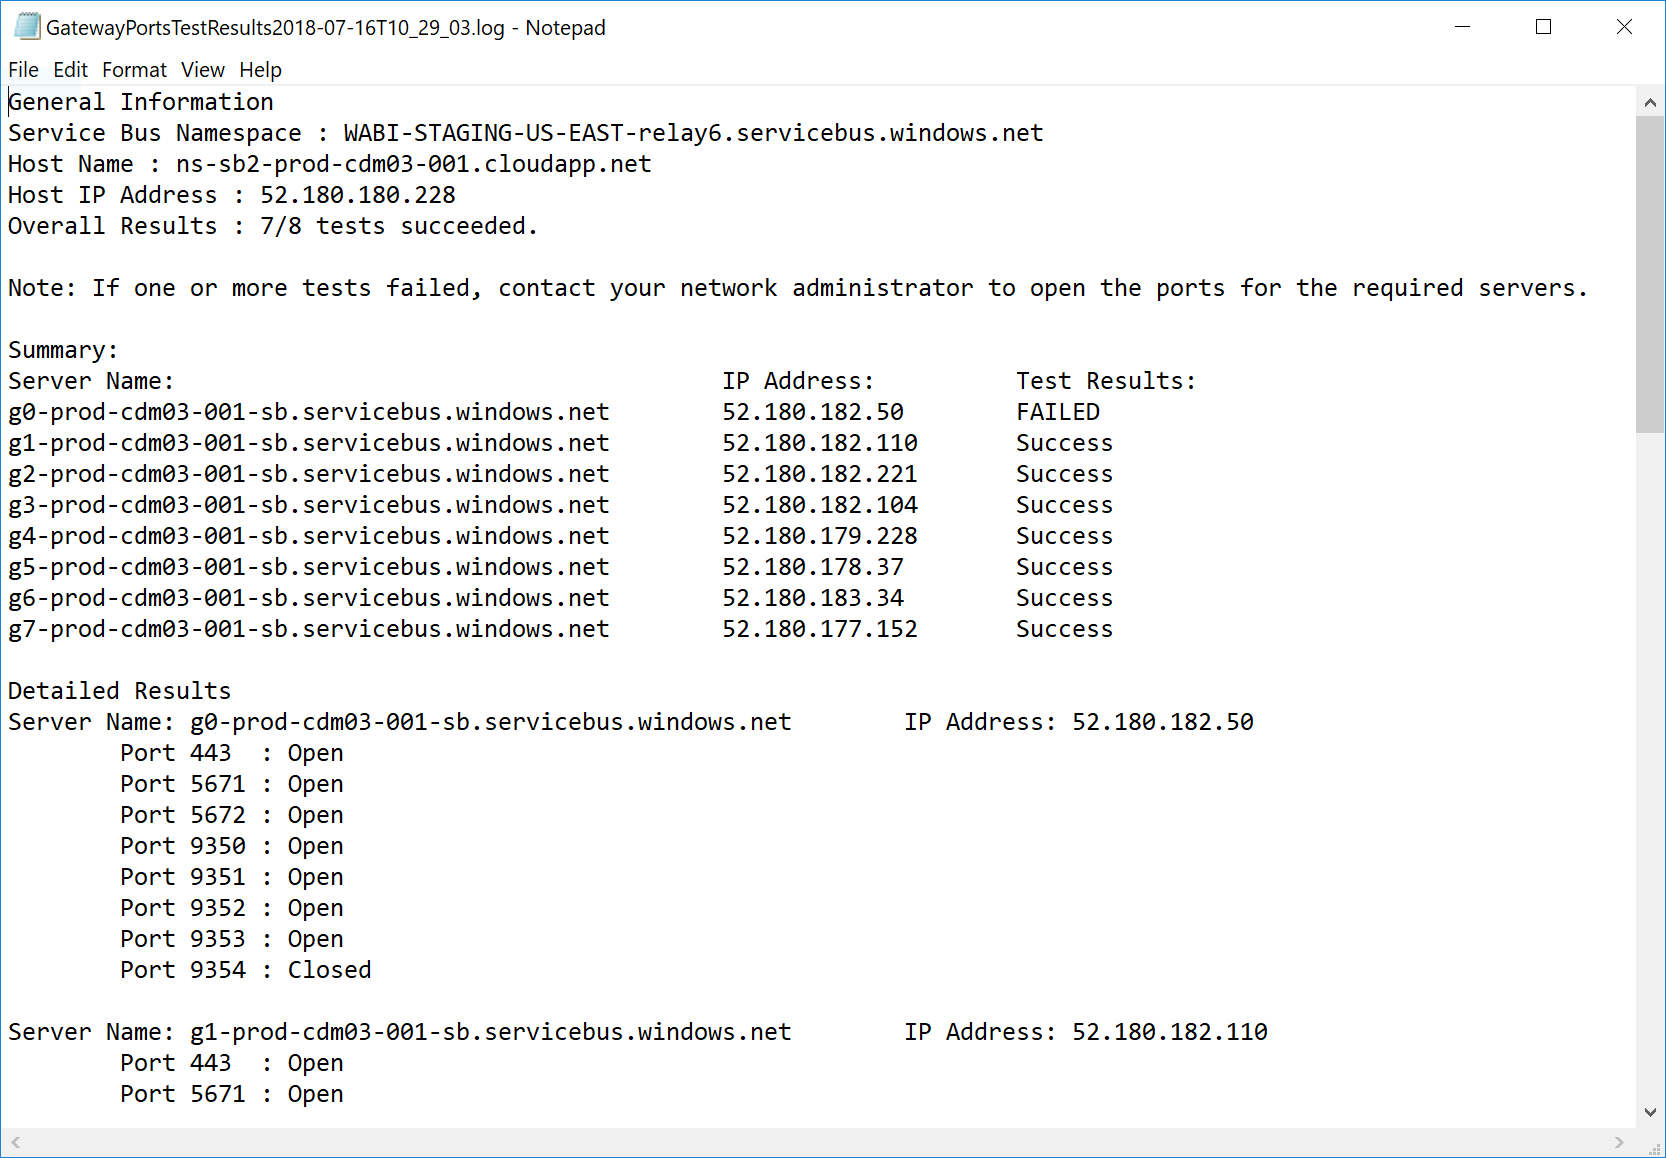 GatewayPortsTestResults2018-07-16T10_29_03.log - Notepad
File Edit Format View Help
General Information
Service Bus Namespace : WABI-STAGING-US-EAST-relay6.servicebus.windows.net
Host Name : ns-sb2-prod-cdm03-001.cloudapp.net
Host IP Address : 52.180.180.228
Overall Results : 7/8 tests succeeded.
Note: If one or more tests failed, contact your network administrator to open the ports for the required servers.
Summary:
Server Name: IP Address: Test Results:
g0-prod-cdm03-001-sb.servicebus.windows.net 52.180.182.50 FAILED
g1-prod-cdm03-001-sb.servicebus.windows.net 52.180.182.110 Success
g2-prod-cdm03-001-sb.servicebus.windows.net 52.180.182.221 Success
g3-prod-cdm03-001-sb.servicebus.windows.net 52.180.182.104 Success
g4-prod-cdm03-001-sb.servicebus.windows.net 52.180.179.228 Success
g5-prod-cdm03-001-sb.servicebus.windows.net 52.180.178.37 Success
g6-prod-cdm03-001-sb.servicebus.windows.net 52.180.183.34 Success
g7-prod-cdm03-001-sb.servicebus.windows.net 52.180.177.152 Success
Detailed Results
Server Name: g0-prod-cdm03-001-sb.servicebus.windows.net IP Address: 52.180.182.50
Port 443 : Open
Port 5671 : Open
Port 5672 : Open
Port 9350 : Open
Port 9351 : Open
Port 9352 : Open
Port 9353 : Open
Port 9354 : Closed
Server Name: g1-prod-cdm03-001-sb.servicebus.windows.net IP Address: 52.180.182.110
Port 443 : Open
Port 5671 : Open